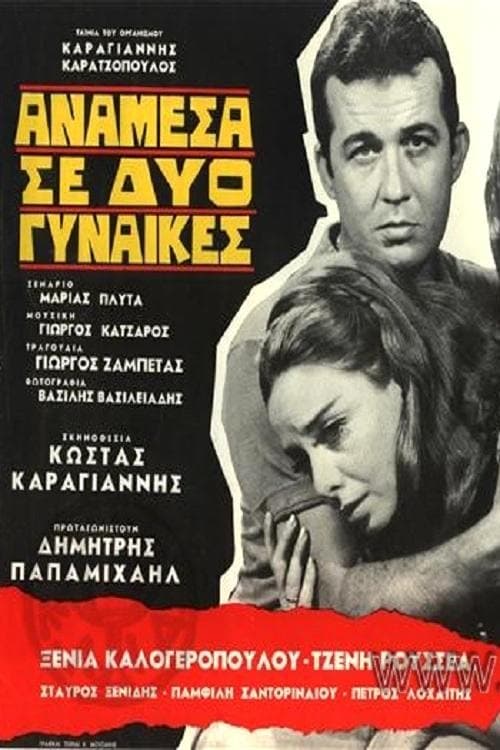 ΤΑΙΝΙΑ ΤΟΥ ΟΡΓΑΝΙΣΜΟΥ
ΚΑΡΑΓΙΑΝΝΗΣ
ΚΑΡΑΤΖΟΠΟΥΛΟΣ
ΑΝΑΜΕΣΑ
ΣΕ ΔΥΟ
ΓΥΝΑΙΚΕΣ
ΣΕΝΑΡΙΟ
ΜΑΡΙΑΣ ΠΛΥΤΑ
ΜΟΥΣΙΚΗ
ΓΙΩΡΓΟΣ ΚΑΤΣΑΡΟΣ
ΤΡΑΓΟΥΔΙΑ
ΓΙΩΡΓΟΣ ΖΑΜΠΕΤΑΣ
ΦΩΤΟΓΡΑΦΙΑ
ΒΑΣΙΛΗΣ ΒΑΣΙΛΕΙΑΔΗΣ
ΣΚΗΝΟΘΕΣΙΑ
ΚΩΣΤΑΣ
ΚΑΡΑΓΙΑΝΝΗΣ
ΠΡΩΤΑΓΩΝΙΣΤΟΥΝ
ΔΗΜΗΤΡΗΣ
ΠΑΠΑΜΙΧΑΗΛ
ΞΕΝΙΑ ΚΑΛΟΓΕΡΟΠΟΥΛΟΥ - ΤΖΕΝΗ ΡΟΥΣΣΕΑ
www
ΣΤΑΥΡΟΣ ΞΕΝΙΔΗΣ - ΠΑΜΦΙΛΗ ΣΑΝΤΟΡΙΝΑΙΟΥ - ΠΕΤΡΟΣ ΛΟΧΑΪΤΗΣ